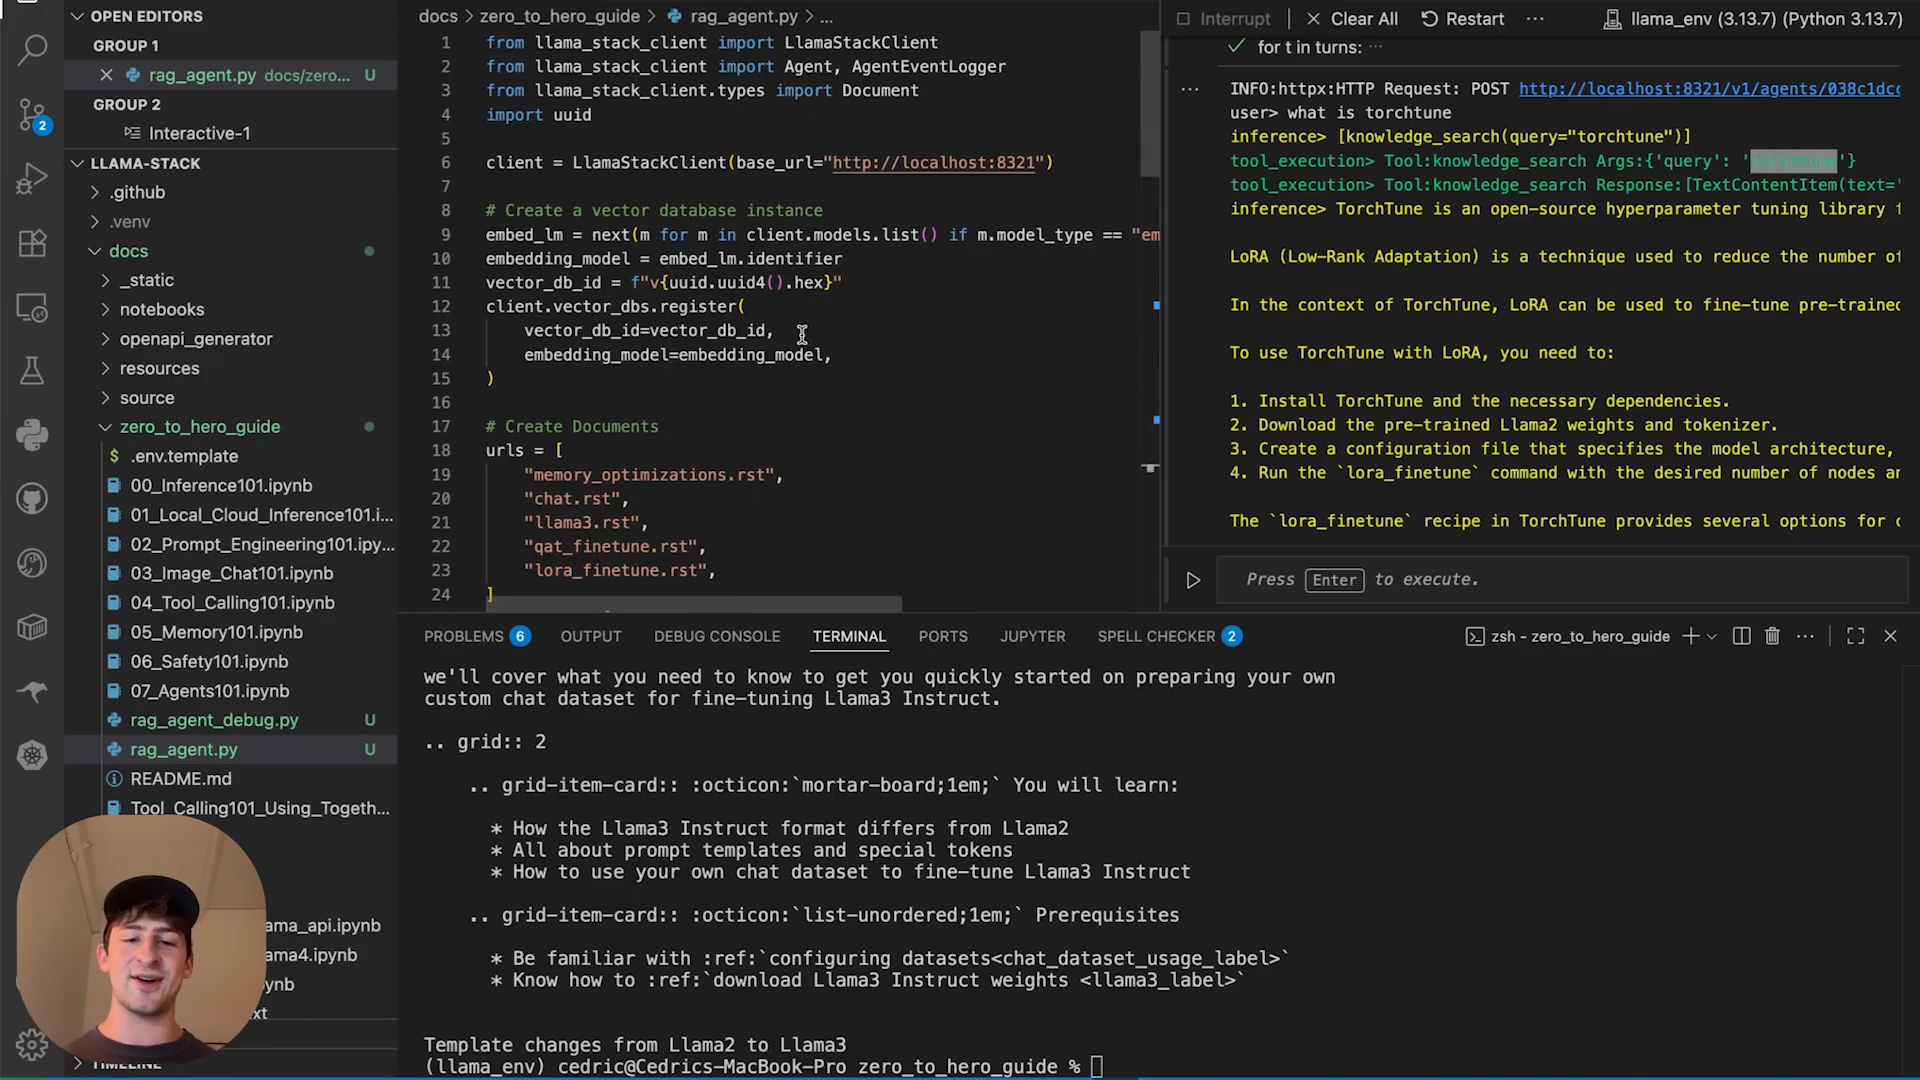 OPEN EDITORS
GROUP 1
rag_agent.py docs/zero... U
GROUP 2
Interactive-1
LLAMA-STACK
.github
.venv
docs
_static
notebooks
openapi_generator
resources
source
zero_to_hero_guide
$ .env.template
00_Inference101.ipynb
01_Local_Cloud_Inference101.i...
02_Prompt_Engineering101.ipy...
03_Image_Chat101.ipynb
04_Tool_Calling101.ipynb
05_Memory101.ipynb
06_Safety101.ipynb
07_Agents101.ipynb
rag_agent_debug.py U
rag_agent.py U
README.md
Tool_Calling101_Using_Togeth...
ama_api.ipynb
ama4.ipynb
ynb
xt
TIMELINE
2
docs > zero_to_hero_guide > rag_agent.py > ...
1 from llama_stack_client import LlamaStackClient
2 from llama_stack_client import Agent, AgentEventLogger
3 from llama_stack_client.types import Document
4 import uuid
5
6 client = LlamaStackClient(base_url="http://localhost:8321")
7
8 # Create a vector database instance
9 embed_lm = next(m for m in client.models.list() if m.model_type == "em
10 embedding_model = embed_lm.identifier
11 vector_db_id = f"v{uuid.uuid4().hex}"
12 client.vector_dbs.register(
13 vector_db_id=vector_db_id,
14 embedding_model=embedding_model,
15 )
16
17 # Create Documents
18 urls = [
19 "memory_optimizations.rst",
20 "chat.rst",
21 "llama3.rst",
22 "qat_finetune.rst",
23 "lora_finetune.rst",
24 ]
Interrupt | Clear All Restart ... llama_env (3.13.7) (Python 3.13.7)
for t in turns: ...
INFO:httpx:HTTP Request: POST http://localhost:8321/v1/agents/038c1dcc
user> what is torchtune
inference> [knowledge_search(query="torchtune")]
tool_execution> Tool:knowledge_search Args:{'query': 'torchtune'}
tool_execution> Tool:knowledge_search Response:[TextContentItem(text='
inference> TorchTune is an open-source hyperparameter tuning library f
LoRA (Low-Rank Adaptation) is a technique used to reduce the number of
In the context of TorchTune, LoRA can be used to fine-tune pre-trained
To use TorchTune with LoRA, you need to:
1. Install TorchTune and the necessary dependencies.
2. Download the pre-trained Llama2 weights and tokenizer.
3. Create a configuration file that specifies the model architecture,
4. Run the `lora_finetune` command with the desired number of nodes an
The `lora_finetune` recipe in TorchTune provides several options for c
Press Enter to execute.
PROBLEMS 6 OUTPUT DEBUG CONSOLE TERMINAL PORTS JUPYTER SPELL CHECKER 2 zsh - zero_to_hero_guide
we'll cover what you need to know to get you quickly started on preparing your own
custom chat dataset for fine-tuning Llama3 Instruct.
.. grid:: 2
.. grid-item-card:: :octicon:`mortar-board;1em;` You will learn:
* How the Llama3 Instruct format differs from Llama2
* All about prompt templates and special tokens
* How to use your own chat dataset to fine-tune Llama3 Instruct
.. grid-item-card:: :octicon:`list-unordered;1em;` Prerequisites
* Be familiar with :ref:`configuring datasets<chat_dataset_usage_label>`
* Know how to :ref:`download Llama3 Instruct weights <llama3_label>`
Template changes from Llama2 to Llama3
(llama_env) cedric@Cedrics-MacBook-Pro zero_to_hero_guide %